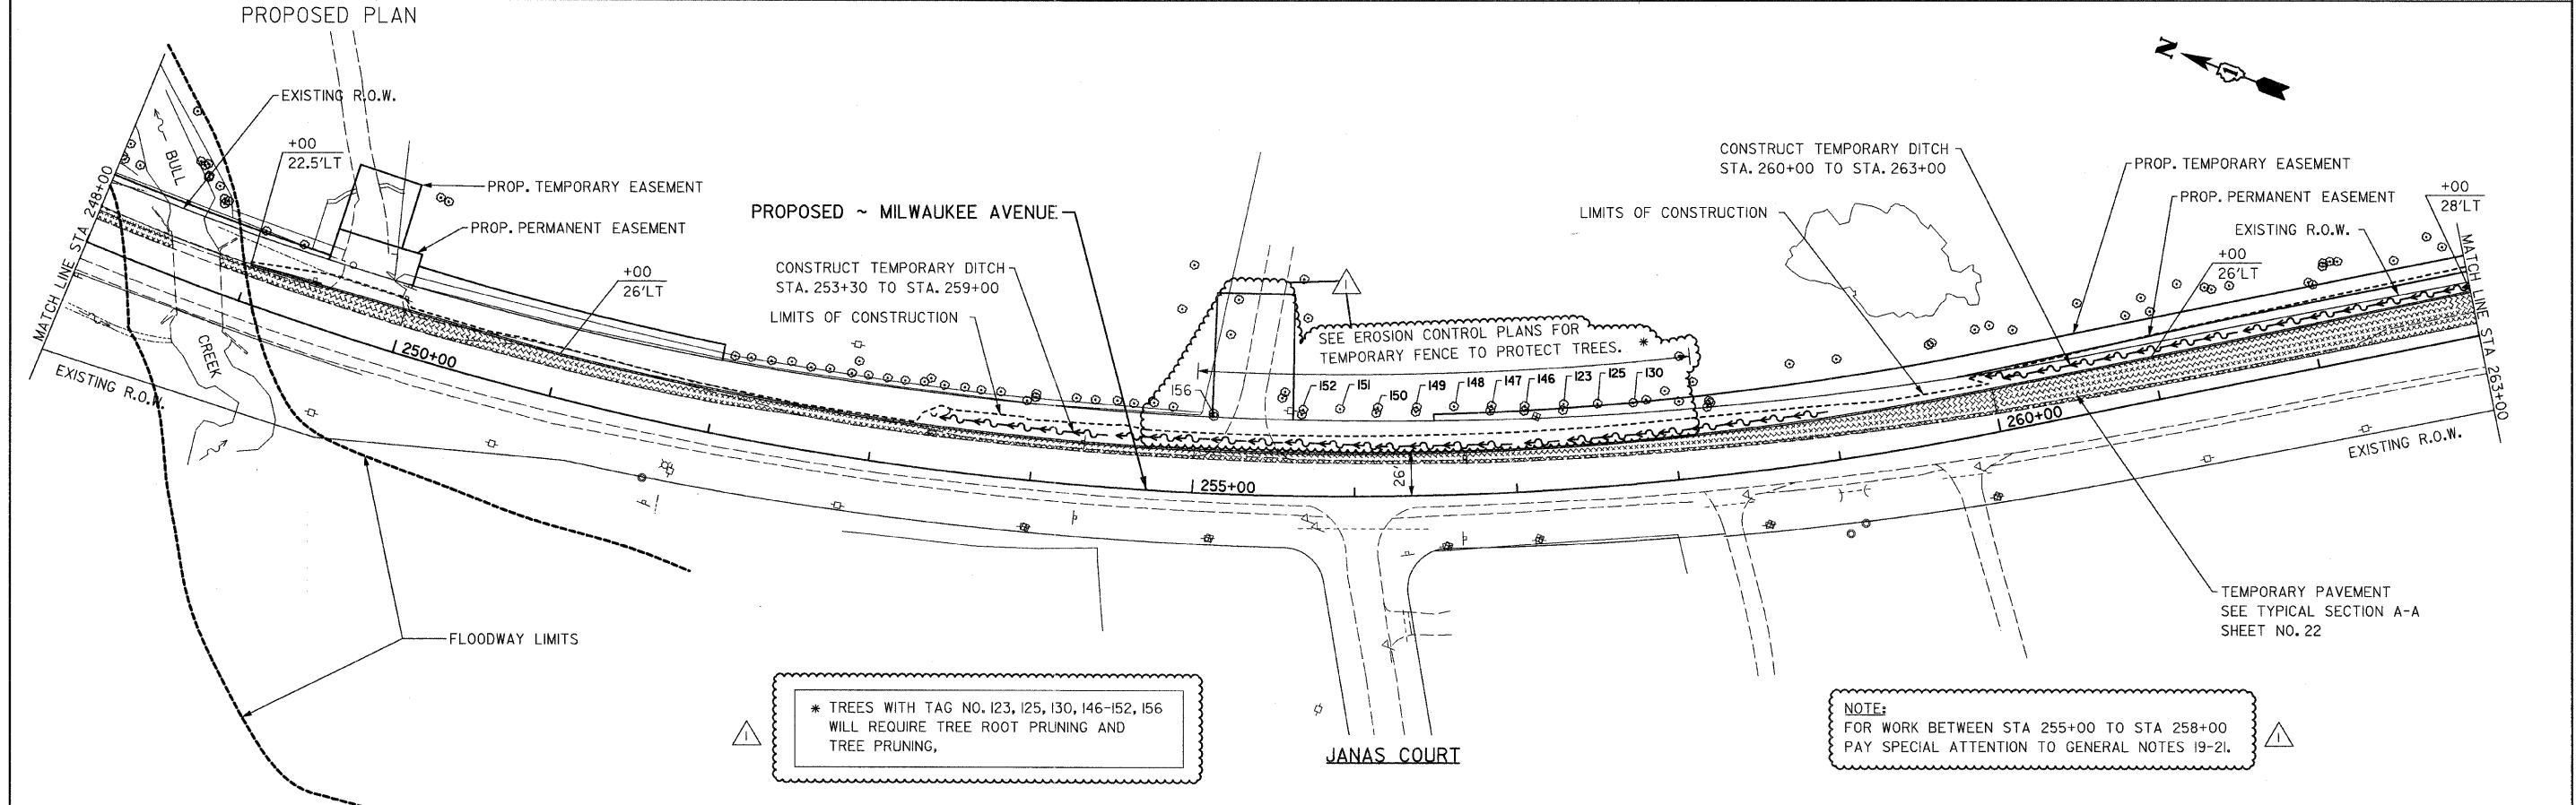 PROPOSED PLAN
N
1
EXISTING R.O.W.
+00
22.5'LT
BULL
PROP. TEMPORARY EASEMENT
PROP. PERMANENT EASEMENT
MATCH LINE STA. 248+00
PROPOSED ~ MILWAUKEE AVENUE
CONSTRUCT TEMPORARY DITCH
STA. 260+00 TO STA. 263+00
PROP. TEMPORARY EASEMENT
PROP. PERMANENT EASEMENT
+00
28'LT
LIMITS OF CONSTRUCTION
EXISTING R.O.W.
+00
26'LT
MATCH LINE STA 263+00
+00
26'LT
CONSTRUCT TEMPORARY DITCH
STA. 253+30 TO STA. 259+00
LIMITS OF CONSTRUCTION
1
SEE EROSION CONTROL PLANS FOR
TEMPORARY FENCE TO PROTECT TREES. *
CREEK
250+00
EXISTING R.O.W.
156
152
151
150
149
148
147
146
123
125
130
260+00
EXISTING R.O.W.
26'
255+00
TEMPORARY PAVEMENT
SEE TYPICAL SECTION A-A
SHEET NO. 22
FLOODWAY LIMITS
* TREES WITH TAG NO. 123, 125, 130, 146-152, 156
WILL REQUIRE TREE ROOT PRUNING AND
TREE PRUNING,
1
JANAS COURT
NOTE:
FOR WORK BETWEEN STA 255+00 TO STA 258+00
PAY SPECIAL ATTENTION TO GENERAL NOTES 19-21.
1